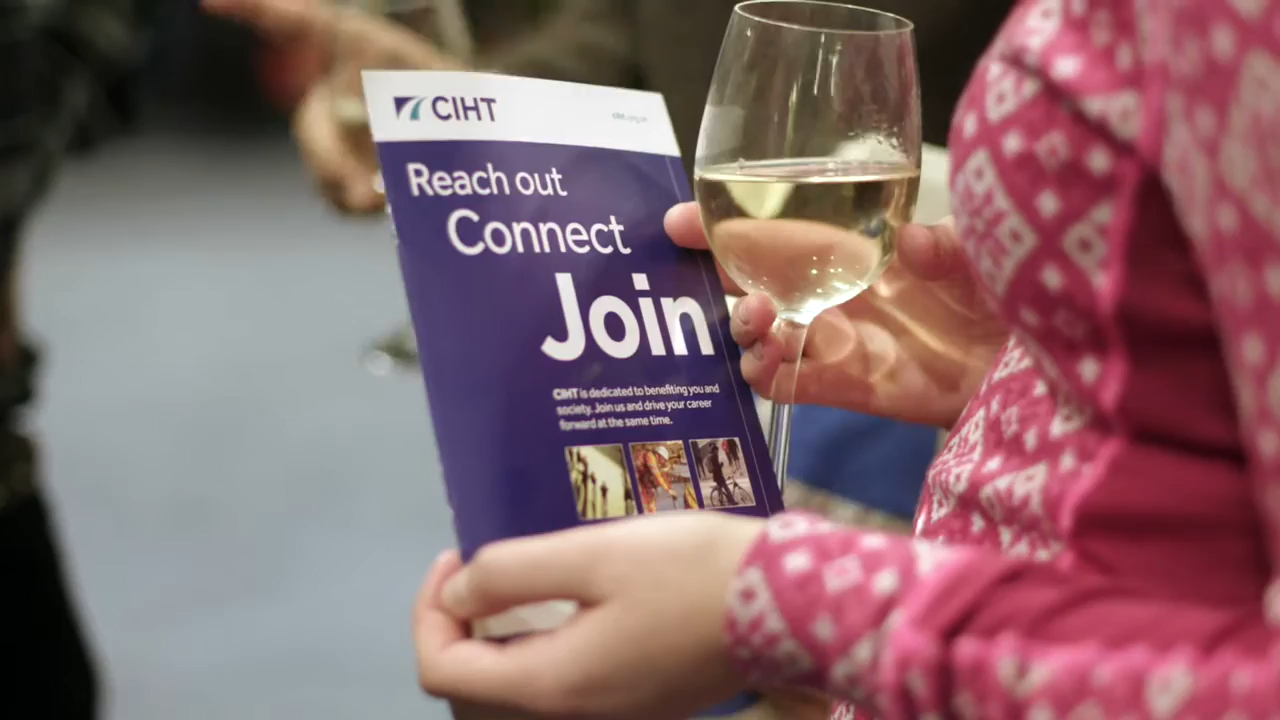 CIHT
Reach out
Connect
Join
CIHT is dedicated to benefiting you and
society. Join us and drive your career
forward at the same time.